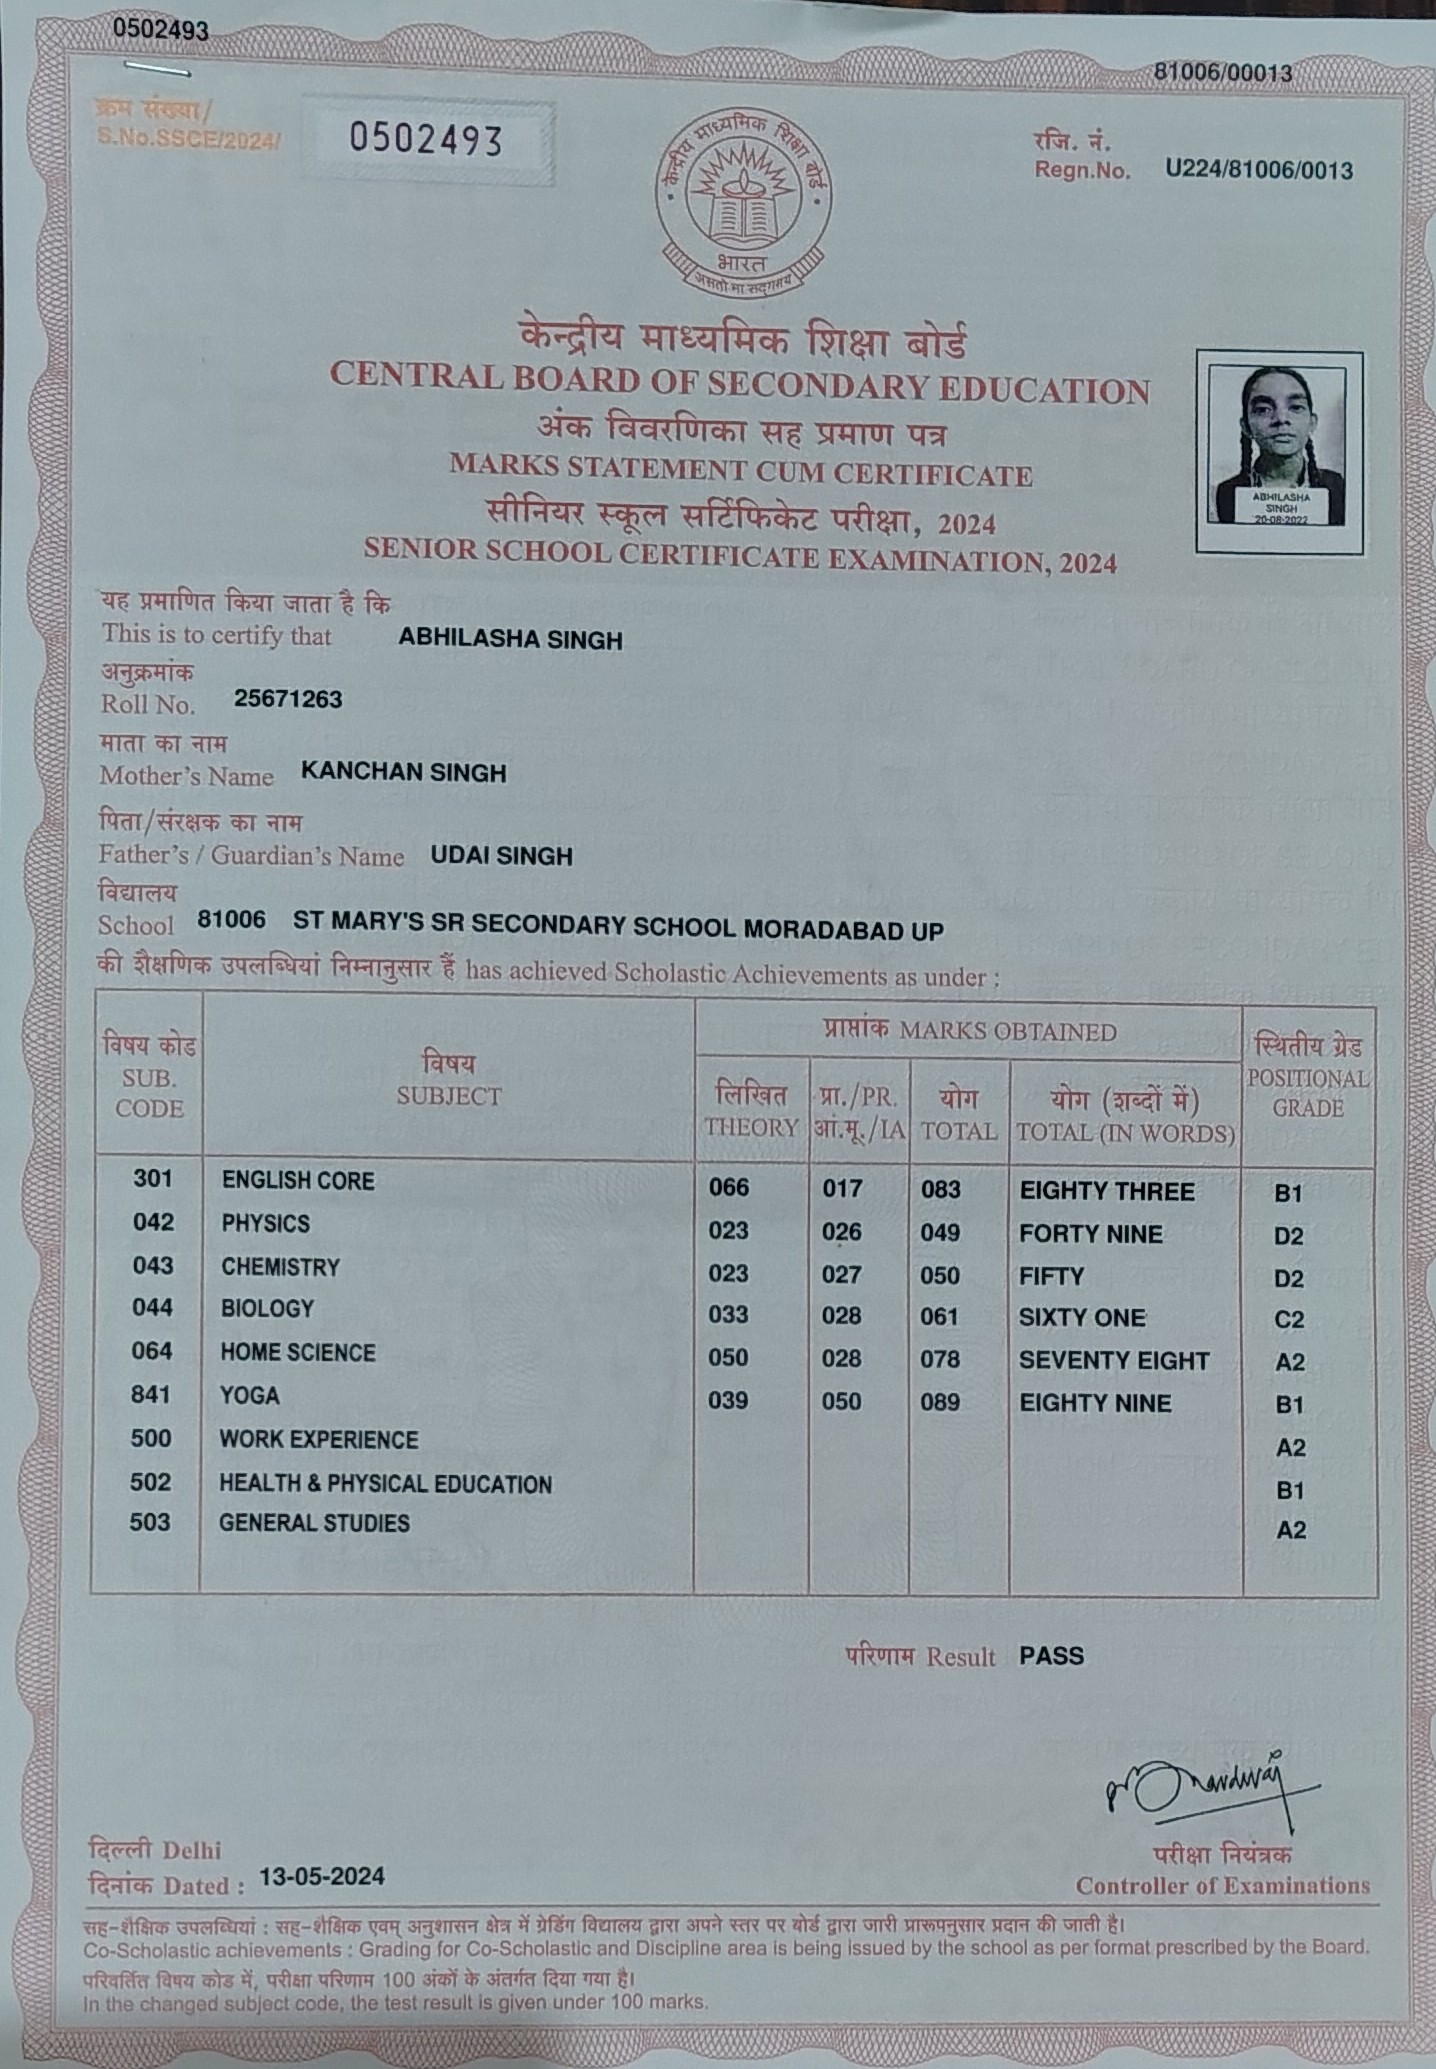 0502493
81006/00013
क्रम संख्या/
S.No.SSCE/2024/ 0502493
रजि. नं.
Regn.No. U224/81006/0013
केन्द्रीय माध्यमिक शिक्षा बोर्ड
भारत
असतो मा सद्गमय
केन्द्रीय माध्यमिक शिक्षा बोर्ड
CENTRAL BOARD OF SECONDARY EDUCATION
अंक विवरणिका सह प्रमाण पत्र
MARKS STATEMENT CUM CERTIFICATE
सीनियर स्कूल सर्टिफिकेट परीक्षा, 2024
SENIOR SCHOOL CERTIFICATE EXAMINATION, 2024
ABHILASHA
SINGH
20-08-2022
यह प्रमाणित किया जाता है कि
This is to certify that ABHILASHA SINGH
अनुक्रमांक
Roll No. 25671263
माता का नाम
Mother's Name KANCHAN SINGH
पिता/संरक्षक का नाम
Father's / Guardian's Name UDAI SINGH
विद्यालय
School 81006 ST MARY'S SR SECONDARY SCHOOL MORADABAD UP
की शैक्षणिक उपलब्धियां निम्नानुसार हैं has achieved Scholastic Achievements as under :
विषय कोड
SUB.
CODE
विषय
SUBJECT
प्राप्तांक MARKS OBTAINED
लिखित
THEORY
प्रा./PR.
आं.मू./IA
योग
TOTAL
योग (शब्दों में)
TOTAL (IN WORDS)
स्थितीय ग्रेड
POSITIONAL
GRADE
301 ENGLISH CORE 066 017 083 EIGHTY THREE B1
042 PHYSICS 023 026 049 FORTY NINE D2
043 CHEMISTRY 023 027 050 FIFTY D2
044 BIOLOGY 033 028 061 SIXTY ONE C2
064 HOME SCIENCE 050 028 078 SEVENTY EIGHT A2
841 YOGA 039 050 089 EIGHTY NINE B1
500 WORK EXPERIENCE A2
502 HEALTH & PHYSICAL EDUCATION B1
503 GENERAL STUDIES A2
परिणाम Result PASS
दिल्ली Delhi
दिनांक Dated : 13-05-2024
परीक्षा नियंत्रक
Controller of Examinations
सह-शैक्षिक उपलब्धियां : सह-शैक्षिक एवम् अनुशासन क्षेत्र में ग्रेडिंग विद्यालय द्वारा अपने स्तर पर बोर्ड द्वारा जारी प्रारूपनुसार प्रदान की जाती है।
Co-Scholastic achievements : Grading for Co-Scholastic and Discipline area is being issued by the school as per format prescribed by the Board.
परिवर्तित विषय कोड में, परीक्षा परिणाम 100 अंकों के अंतर्गत दिया गया है।
In the changed subject code, the test result is given under 100 marks.